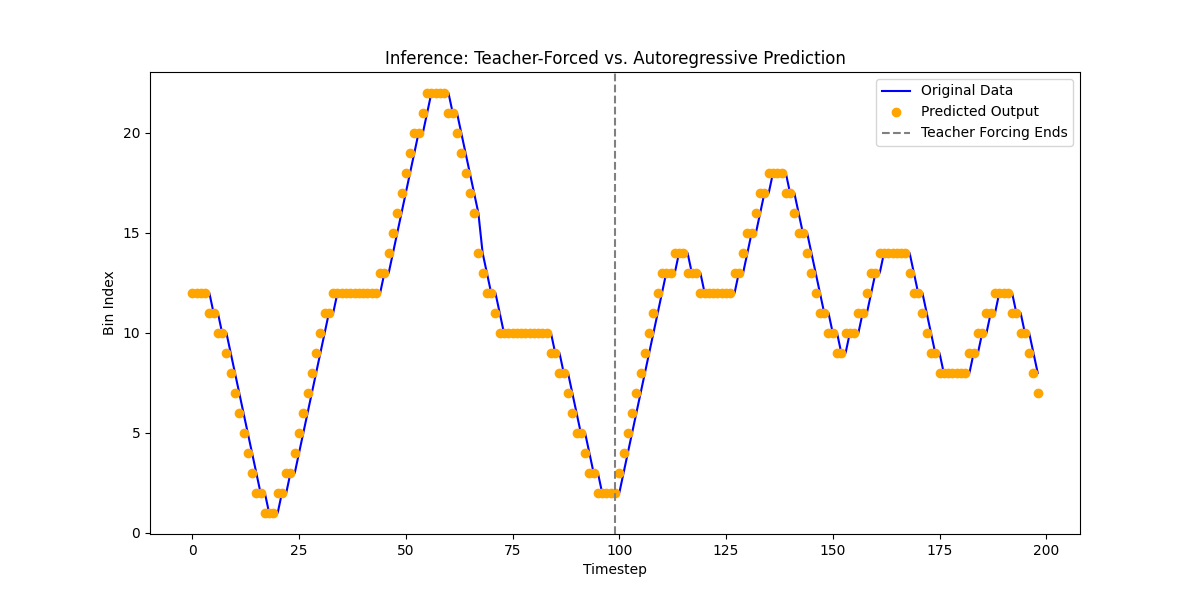 Inference: Teacher-Forced vs. Autoregressive Prediction
Original Data
Predicted Output
Teacher Forcing Ends
Bin Index
20
15
10
5
0
0 25 50 75 100 125 150 175 200
Timestep